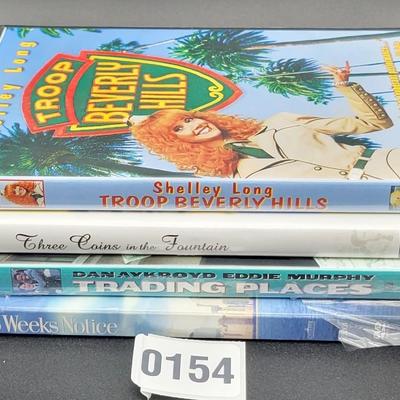 lley Long
TROOP
BEVERLY
HILLS
Shelley Long
TROOP BEVERLY HILLS
Three Coins in the Fountain
DAN AYKROYD EDDIE MURPHY
TRADING PLACES
Weeks Notice
0154